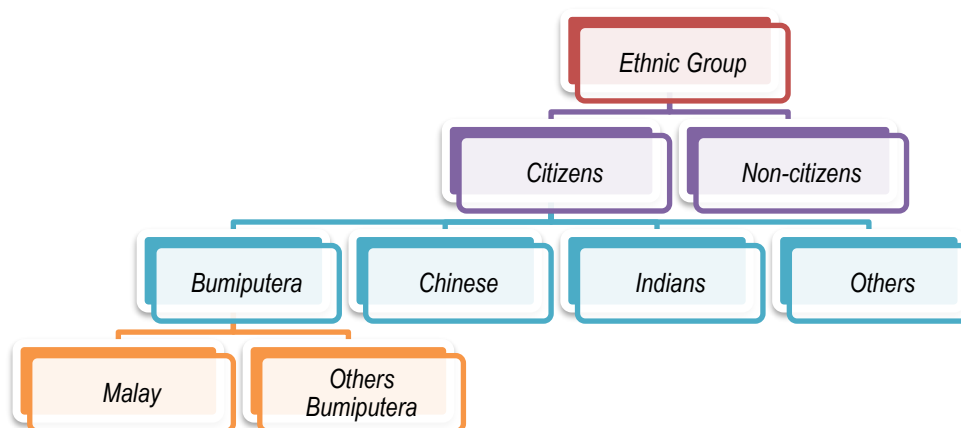 Ethnic Group
Citizens
Non-citizens
Bumiputera
Chinese
Indians
Others
Malay
Others
Bumiputera